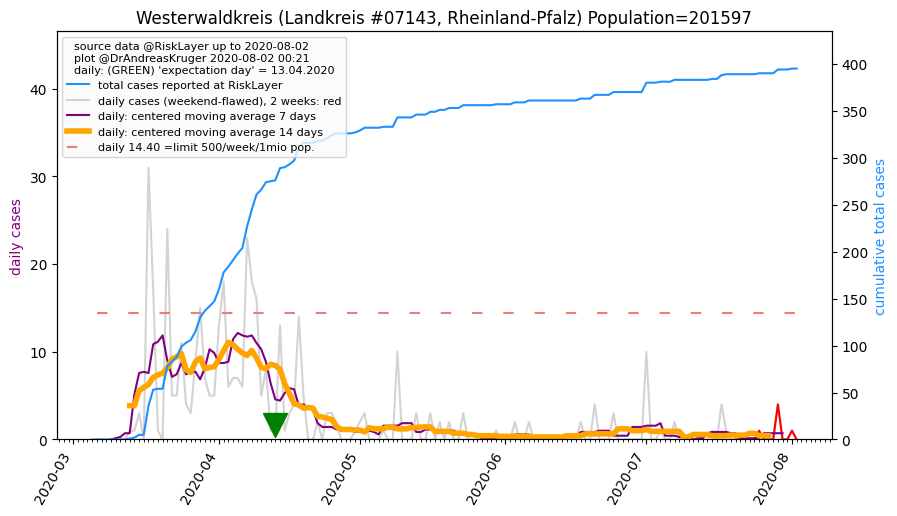 Westerwaldkreis (Landkreis #07143, Rheinland-Pfalz) Population=201597
source data @RiskLayer up to 2020-08-02
plot @DrAndreasKruger 2020-08-02 00:21
daily: (GREEN) 'expectation day' = 13.04.2020
total cases reported at RiskLayer
daily cases (weekend-flawed), 2 weeks: red
daily: centered moving average 7 days
daily: centered moving average 14 days
daily 14.40 =limit 500/week/1mio pop.
daily cases
40
30
20
10
0
cumulative total cases
400
350
300
250
200
150
100
50
0
2020-03
2020-04
2020-05
2020-06
2020-07
2020-08